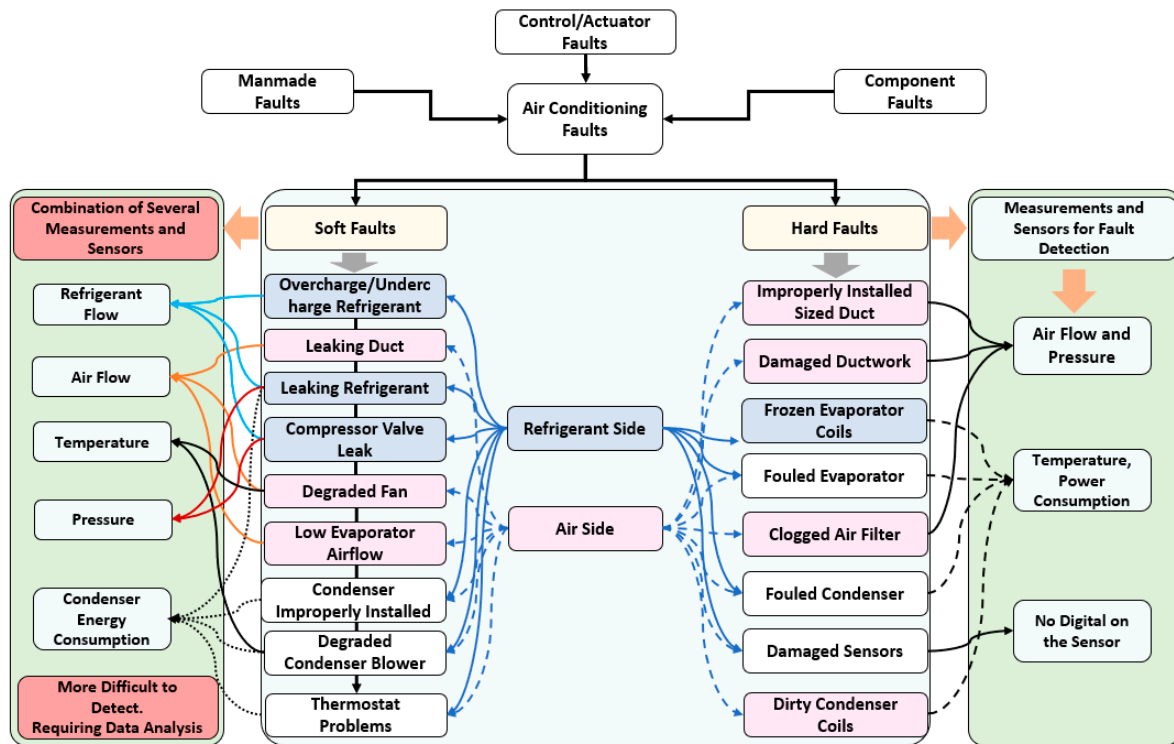 Control/Actuator
Faults
Manmade
Faults
Air Conditioning
Faults
Component
Faults
Combination of Several
Measurements and
Sensors
Refrigerant
Flow
Air Flow
Temperature
Pressure
Condenser
Energy
Consumption
More Difficult to
Detect.
Requiring Data Analysis
Soft Faults
Overcharge/Underc
harge Refrigerant
Leaking Duct
Leaking Refrigerant
Compressor Valve
Leak
Degraded Fan
Low Evaporator
Airflow
Condenser
Improperly Installed
Degraded
Condenser Blower
Thermostat
Problems
Refrigerant Side
Air Side
Hard Faults
Improperly Installed
Sized Duct
Damaged Ductwork
Frozen Evaporator
Coils
Fouled Evaporator
Clogged Air Filter
Fouled Condenser
Damaged Sensors
Dirty Condenser
Coils
Measurements and
Sensors for Fault
Detection
Air Flow and
Pressure
Temperature,
Power
Consumption
No Digital on
the Sensor